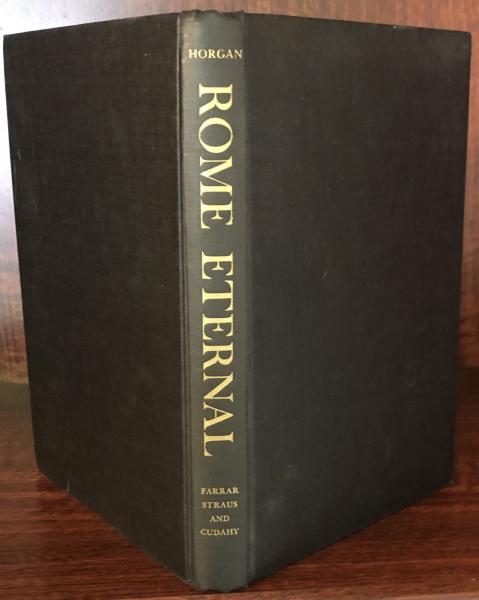 HORGAN
ROME ETERNAL
FARRAR
STRAUS
AND
CUDAHY